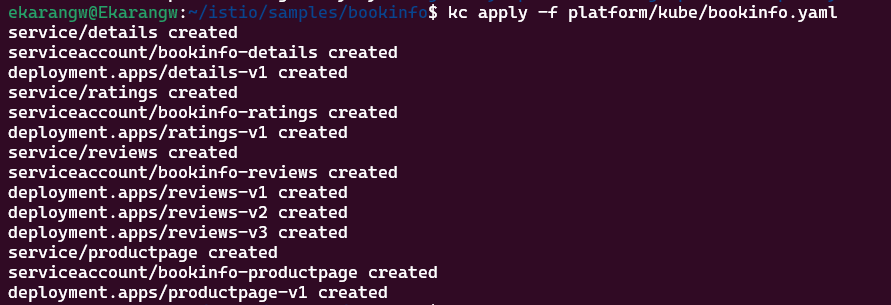 ekarangw@Ekarangw:~/istio/samples/bookinfo$ kc apply -f platform/kube/bookinfo.yaml
service/details created
serviceaccount/bookinfo-details created
deployment.apps/details-v1 created
service/ratings created
serviceaccount/bookinfo-ratings created
deployment.apps/ratings-v1 created
service/reviews created
serviceaccount/bookinfo-reviews created
deployment.apps/reviews-v1 created
deployment.apps/reviews-v2 created
deployment.apps/reviews-v3 created
service/productpage created
serviceaccount/bookinfo-productpage created
deployment.apps/productpage-v1 created